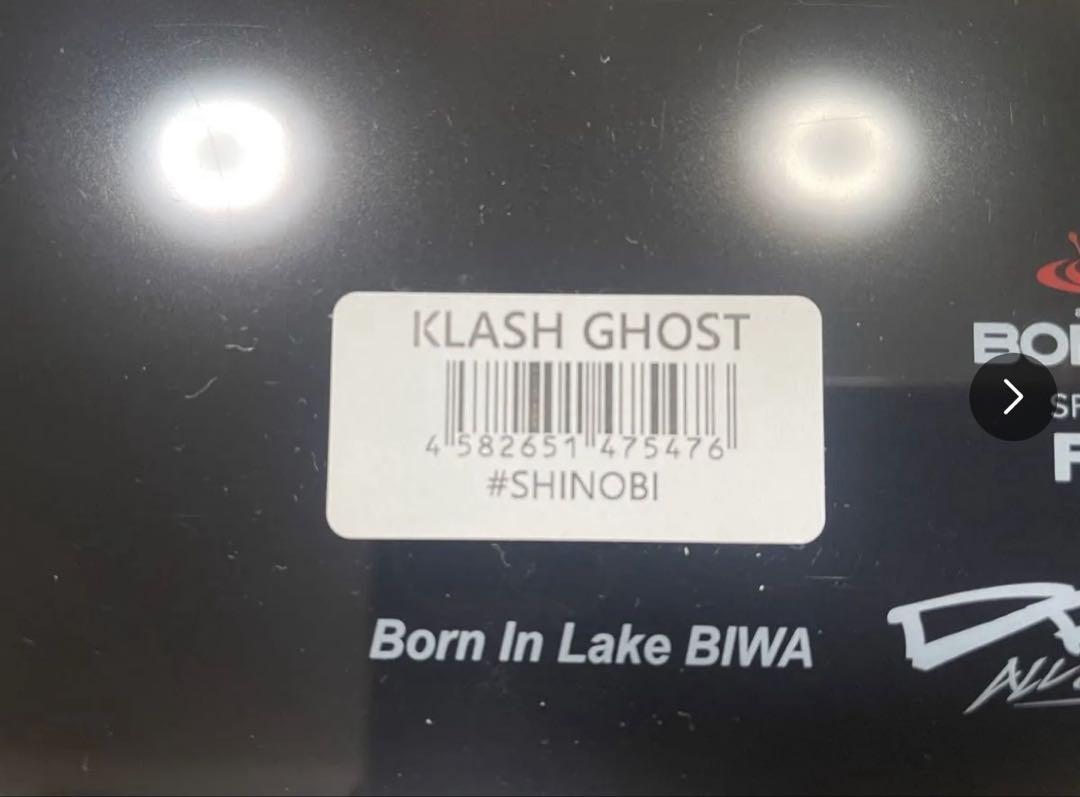 KLASH GHOST
4 582651 475476
#SHINOBI
Born In Lake BIWA